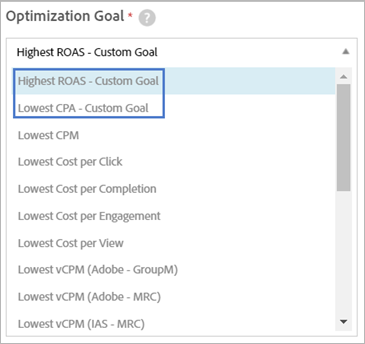 Optimization Goal * ?
Highest ROAS - Custom Goal
Highest ROAS - Custom Goal
Lowest CPA - Custom Goal
Lowest CPM
Lowest Cost per Click
Lowest Cost per Completion
Lowest Cost per Engagement
Lowest Cost per View
Lowest vCPM (Adobe - GroupM)
Lowest vCPM (Adobe - MRC)
Lowest vCPM (IAS - MRC)